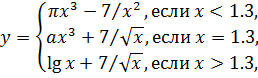 πx³ − 7/x² , если x < 1.3,
y = { ax³ + 7/√x , если x = 1.3,
lg x + 7/√x , если x > 1.3,